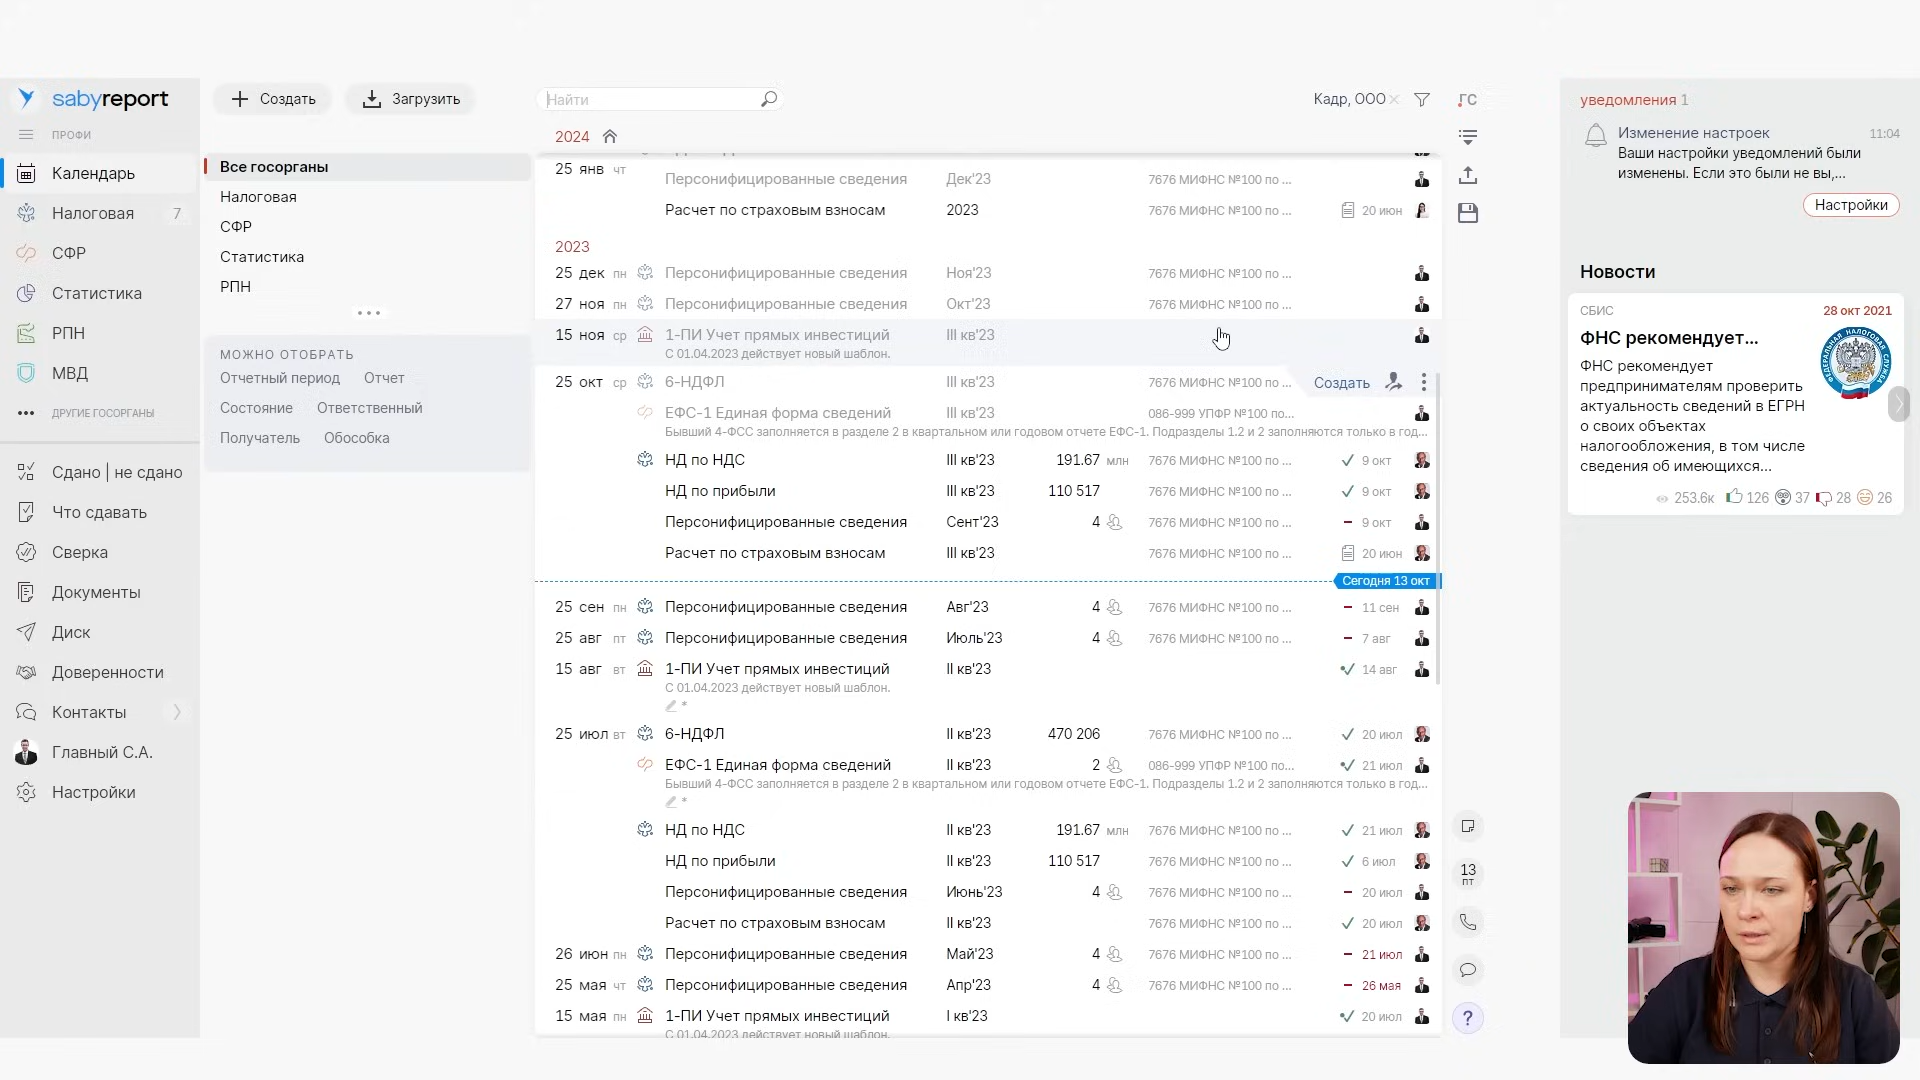 sabyreport
ПРОФИ
Календарь
Налоговая 7
СФР
Статистика
РПН
МВД
ДРУГИЕ ГОСОРГАНЫ
Сдано | не сдано
Что сдавать
Сверка
Документы
Диск
Доверенности
Контакты
Главный С.А.
Настройки
Создать
Загрузить
Все госорганы
Налоговая
СФР
Статистика
РПН
МОЖНО ОТОБРАТЬ
Отчетный период Отчет
Состояние Ответственный
Получатель Обособка
Найти
Кадр, ООО
2024
25 янв чт
Персонифицированные сведения Дек'23 7676 МИФНС №100 по ...
Расчет по страховым взносам 2023 7676 МИФНС №100 по ... 20 июн
2023
25 дек пн Персонифицированные сведения Ноя'23 7676 МИФНС №100 по ...
27 ноя пн Персонифицированные сведения Окт'23 7676 МИФНС №100 по ...
15 ноя ср 1-ПИ Учет прямых инвестиций III кв'23
С 01.04.2023 действует новый шаблон.
25 окт ср 6-НДФЛ III кв'23 7676 МИФНС №100 по ... Создать
ЕФС-1 Единая форма сведений III кв'23 086-999 УПФР №100 по...
Бывший 4-ФСС заполняется в разделе 2 в квартальном или годовом отчете ЕФС-1. Подразделы 1.2 и 2 заполняются только в год...
НД по НДС III кв'23 191.67 млн 7676 МИФНС №100 по ... 9 окт
НД по прибыли III кв'23 110 517 7676 МИФНС №100 по ... 9 окт
Персонифицированные сведения Сент'23 4 7676 МИФНС №100 по ... 9 окт
Расчет по страховым взносам III кв'23 7676 МИФНС №100 по ... 20 июн
Сегодня 13 окт
25 сен пн Персонифицированные сведения Авг'23 4 7676 МИФНС №100 по ... 11 сен
25 авг пт Персонифицированные сведения Июль'23 4 7676 МИФНС №100 по ... 7 авг
15 авг вт 1-ПИ Учет прямых инвестиций II кв'23 14 авг
С 01.04.2023 действует новый шаблон.
*
25 июл вт 6-НДФЛ II кв'23 470 206 7676 МИФНС №100 по ... 20 июл
ЕФС-1 Единая форма сведений II кв'23 2 086-999 УПФР №100 по... 21 июл
Бывший 4-ФСС заполняется в разделе 2 в квартальном или годовом отчете ЕФС-1. Подразделы 1.2 и 2 заполняются только в год...
*
НД по НДС II кв'23 191.67 млн 7676 МИФНС №100 по ... 21 июл
НД по прибыли II кв'23 110 517 7676 МИФНС №100 по ... 6 июл
Персонифицированные сведения Июнь'23 4 7676 МИФНС №100 по ... 20 июл
Расчет по страховым взносам II кв'23 7676 МИФНС №100 по ... 20 июл
26 июн пн Персонифицированные сведения Май'23 4 7676 МИФНС №100 по ... 21 июл
25 мая чт Персонифицированные сведения Апр'23 4 7676 МИФНС №100 по ... 26 мая
15 мая пн 1-ПИ Учет прямых инвестиций I кв'23 20 июл
С 01.04.2023 действует новый шаблон.
ГС
13
пт
?
уведомления 1
Изменение настроек 11:04
Ваши настройки уведомлений были
изменены. Если это были не вы,...
Настройки
Новости
СБИС 28 окт 2021
ФНС рекомендует...
ФНС рекомендует
предпринимателям проверить
актуальность сведений в ЕГРН
о своих объектах
налогообложения, в том числе
сведения об имеющихся...
253.6к 126 37 28 26